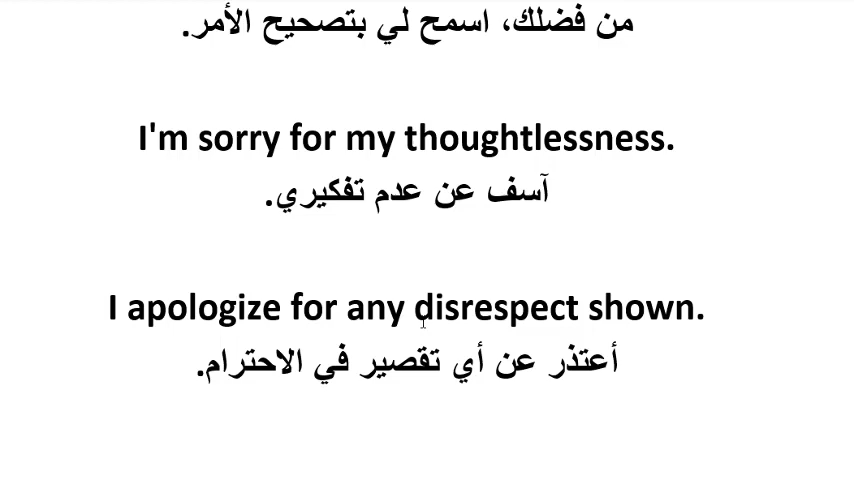 من فضلك، اسمح لي بتصحيح الأمر.
I'm sorry for my thoughtlessness.
آسف عن عدم تفكيري.
I apologize for any disrespect shown.
أعتذر عن أي تقصير في الاحترام.